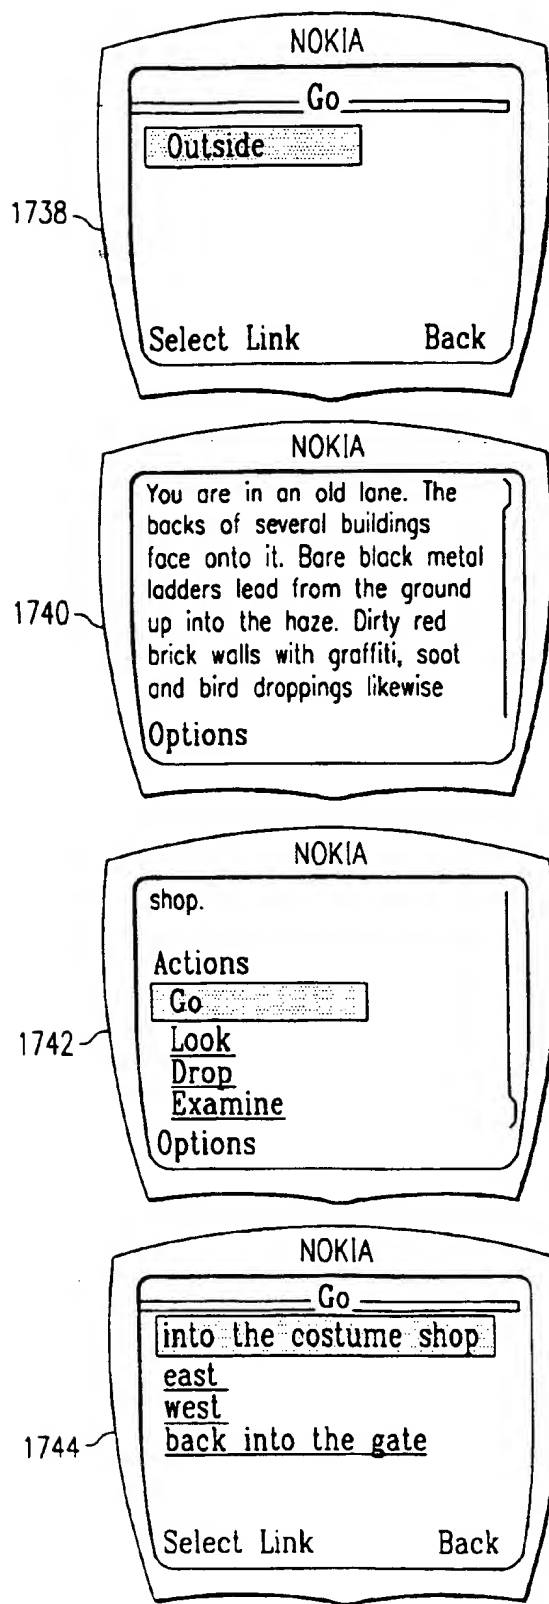 NOKIA
Go
Outside
1738
Select Link Back
NOKIA
You are in an old lane. The
backs of several buildings
face onto it. Bare black metal
ladders lead from the ground
1740
up into the haze. Dirty red
brick walls with graffiti, soot
and bird droppings likewise
Options
NOKIA
shop.
Actions
Go
1742
Look
Drop
Examine
Options
NOKIA
Go
into the costume shop
east
west
1744
back into the gate
Select Link Back